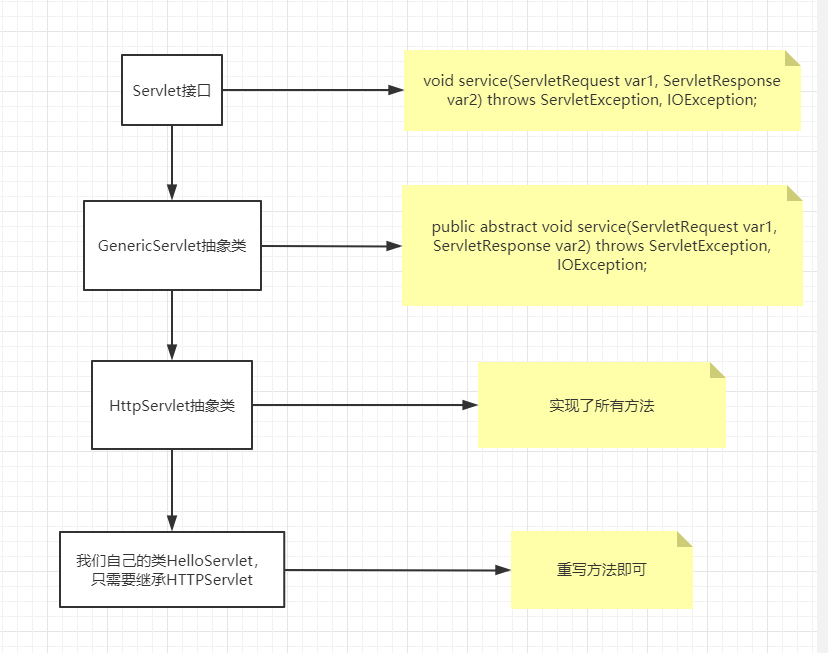 Servlet接口
void service(ServletRequest var1, ServletResponse
var2) throws ServletException, IOException;
GenericServlet抽象类
public abstract void service(ServletRequest var1,
ServletResponse var2) throws ServletException,
IOException;
HttpServlet抽象类
实现了所有方法
我们自己的类HelloServlet，
只需要继承HTTPServlet
重写方法即可